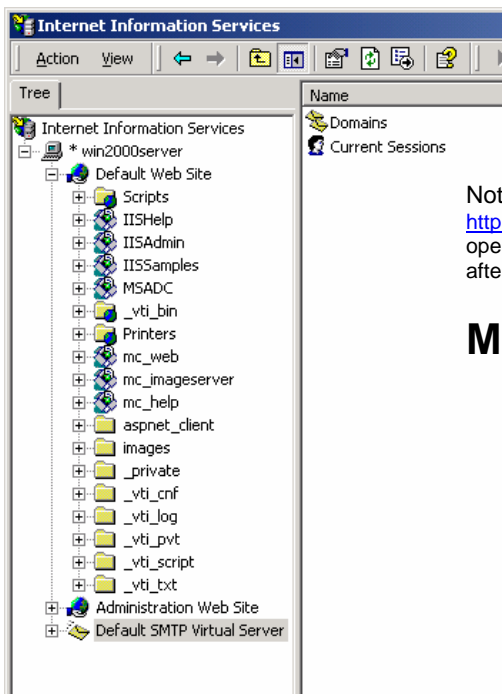 Internet Information Services
Action View
Tree
Name
Internet Information Services
* win2000server
Default Web Site
Scripts
IISHelp
IISAdmin
IISSamples
MSADC
_vti_bin
Printers
mc_web
mc_imageserver
mc_help
aspnet_client
images
_private
_vti_cnf
_vti_log
_vti_pvt
_vti_script
_vti_txt
Administration Web Site
Default SMTP Virtual Server
Domains
Current Sessions
Not
http
ope
afte
M